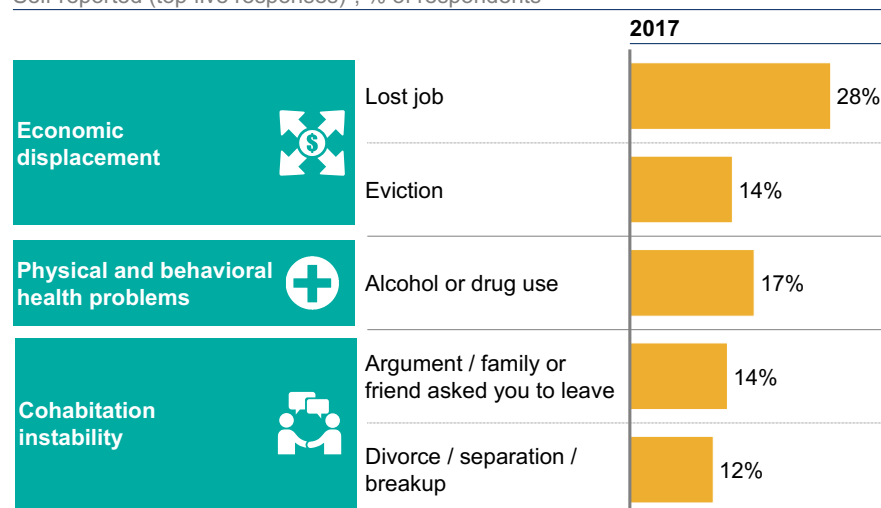 2017
Economic
displacement
$
Lost job
28%
Eviction
14%
Physical and behavioral
health problems
Alcohol or drug use
17%
Cohabitation
instability
Argument / family or
friend asked you to leave
14%
Divorce / separation /
breakup
12%